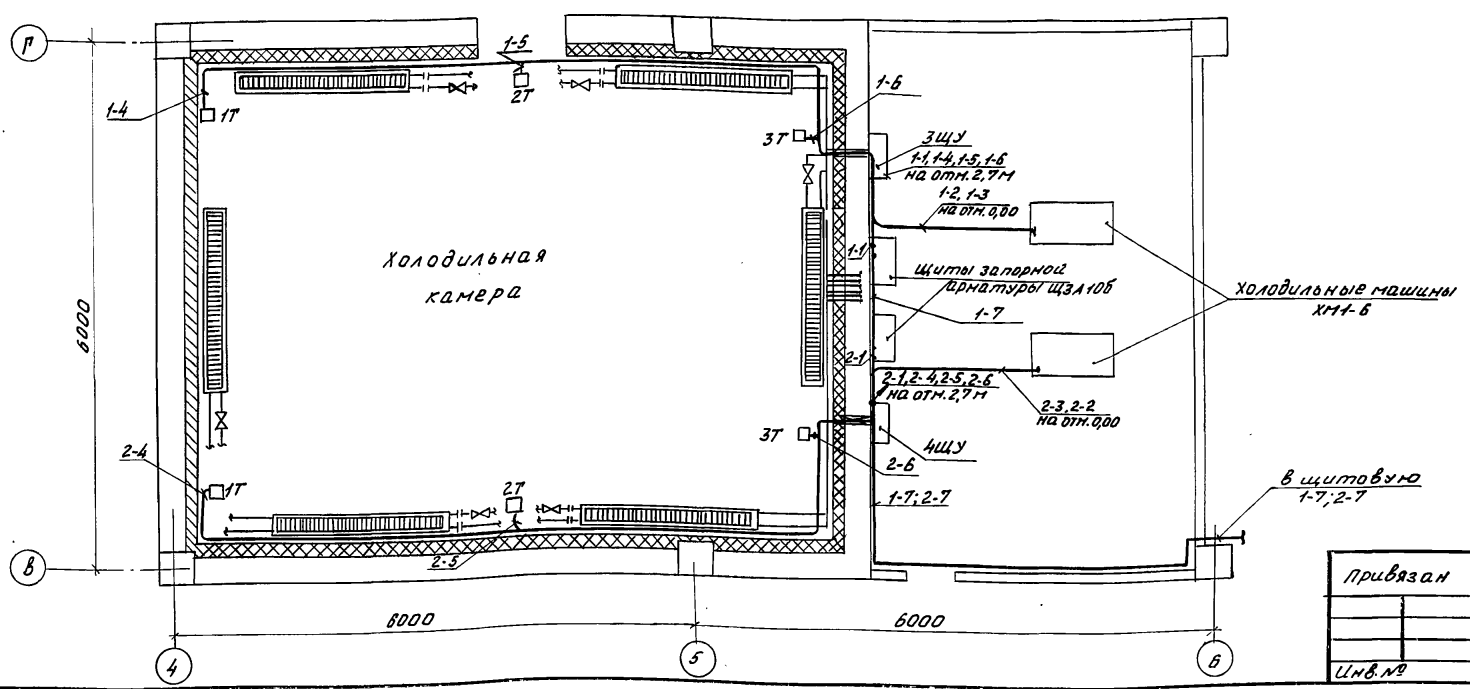 Г
1-5
1-4
1Т
2Т
3Т
1-6
3ЩУ
1-1, 1-4, 1-5, 1-6
на отм. 2,7 м
1-2, 1-3
на отм. 0,00
Холодильная
камера
1-1
Щиты запорной
арматуры ЩЗА10б
1-7
Холодильные машины
ХМ1-6
6000
2-1
2-1, 2-4, 2-5, 2-6
на отм. 2,7 м
2-3, 2-2
на отм. 0,00
3Т
2-6
4ЩУ
2-4
1Т
2Т
1-7; 2-7
в щитовую
1-7; 2-7
2-5
В
6000
6000
4
5
6
Привязан
Инв. №